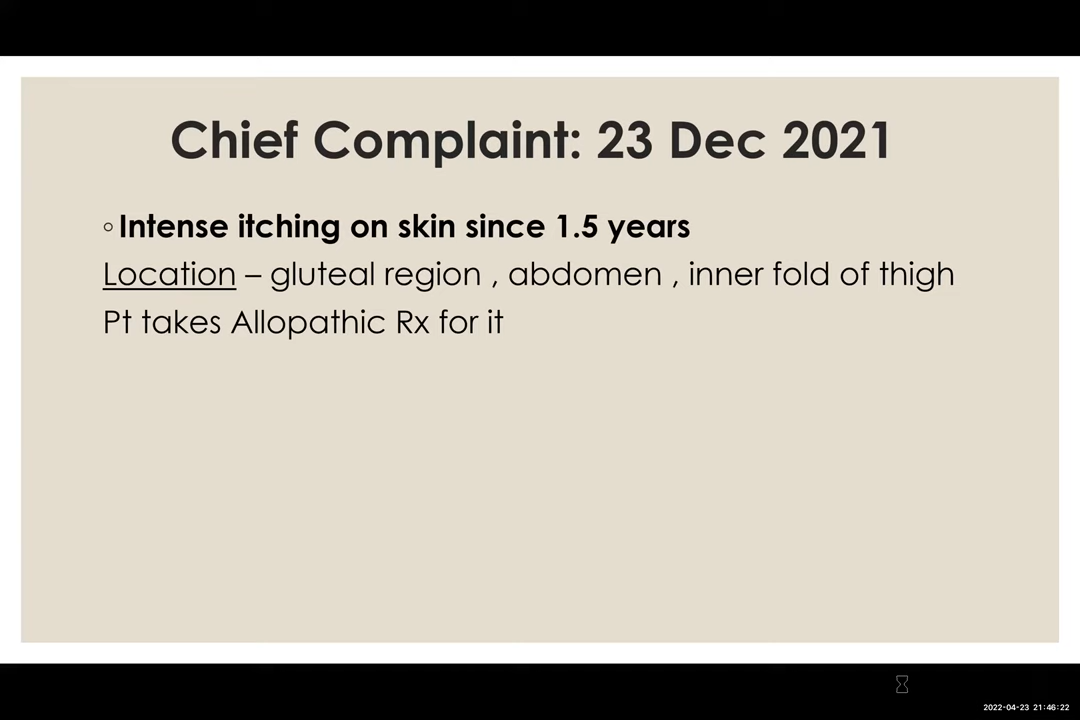 Chief Complaint: 23 Dec 2021
◦Intense itching on skin since 1.5 years
Location – gluteal region , abdomen , inner fold of thigh
Pt takes Allopathic Rx for it
2022-04-23 21:46:22